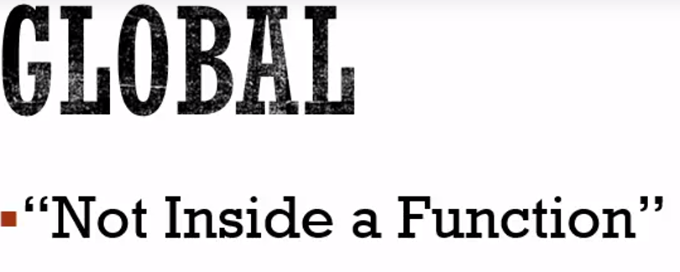 GLOBAL
“Not Inside a Function”